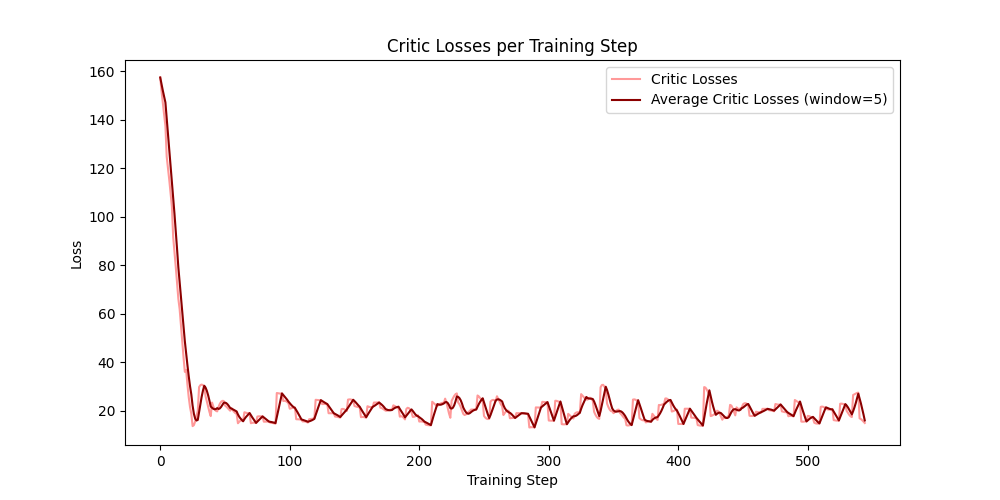 Critic Losses per Training Step
Critic Losses
Average Critic Losses (window=5)
Loss
160
140
120
100
80
60
40
20
0
100
200
300
400
500
Training Step